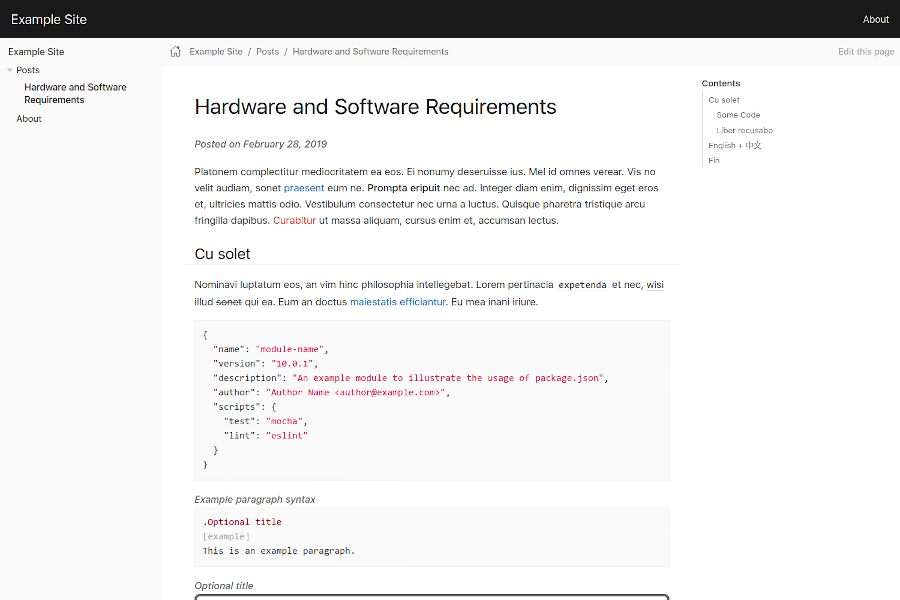 Example Site
About
Example Site
Posts
Hardware and Software
Requirements
About
Example Site / Posts / Hardware and Software Requirements
Edit this page
Hardware and Software Requirements
Posted on February 28, 2019
Platonem complectitur mediocritatem ea eos. Ei nonumy deseruisse ius. Mel id omnes verear. Vis no
velit audiam, sonet praesent eum ne. Prompta eripuit nec ad. Integer diam enim, dignissim eget eros
et, ultricies mattis odio. Vestibulum consectetur nec urna a luctus. Quisque pharetra tristique arcu
fringilla dapibus. Curabitur ut massa aliquam, cursus enim et, accumsan lectus.
Cu solet
Nominavi luptatum eos, an vim hinc philosophia intellegebat. Lorem pertinacia expetenda et nec, wisi
illud sonet qui ea. Eum an doctus maiestatis efficiantur. Eu mea inani iriure.
{
  "name": "module-name",
  "version": "10.0.1",
  "description": "An example module to illustrate the usage of package.json",
  "author": "Author Name <author@example.com>",
  "scripts": {
    "test": "mocha",
    "lint": "eslint"
  }
}
Example paragraph syntax
.Optional title
[example]
This is an example paragraph.
Optional title
Contents
Cu solet
Some Code
Liber recusabo
English + 中文
Fin